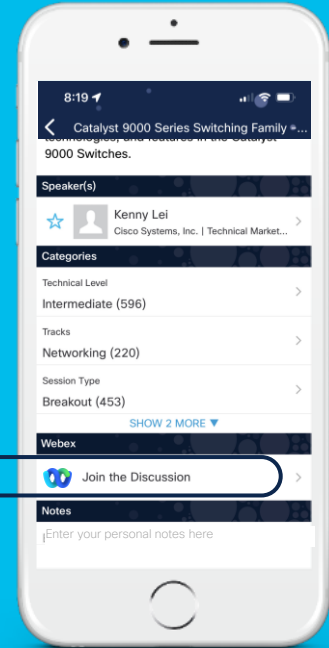 8:19
Catalyst 9000 Series Switching Family -...
technologies, and features in the Catalyst
9000 Switches.
Speaker(s)
Kenny Lei
Cisco Systems, Inc. | Technical Market...
Categories
Technical Level
Intermediate (596)
Tracks
Networking (220)
Session Type
Breakout (453)
SHOW 2 MORE ▼
Webex
Join the Discussion
Notes
Enter your personal notes here